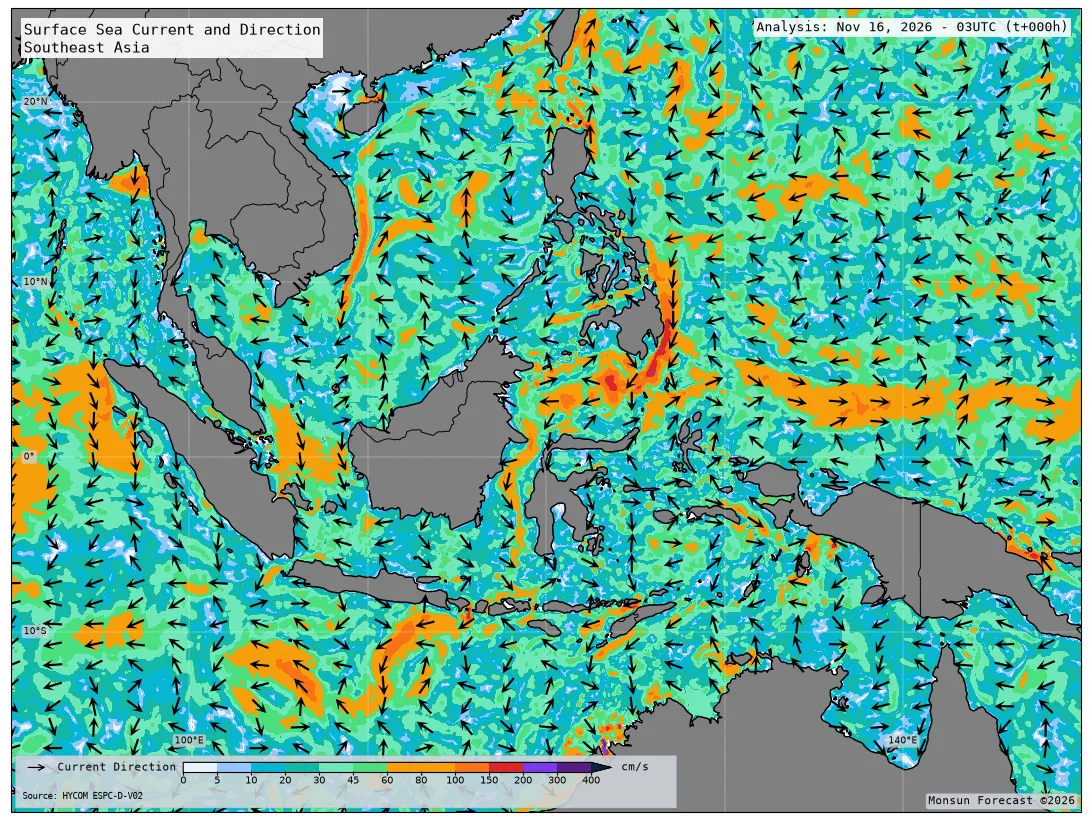 Surface Sea Current and Direction
Southeast Asia
Analysis: Nov 16, 2026 - 03UTC (t+000h)
20°N
10°N
0°
10°S
100°E
140°E
Current Direction
cm/s
0 5 10 20 30 45 60 80 100 150 200 300 400
Source: HYCOM ESPC-D-V02
Monsun Forecast ©2026